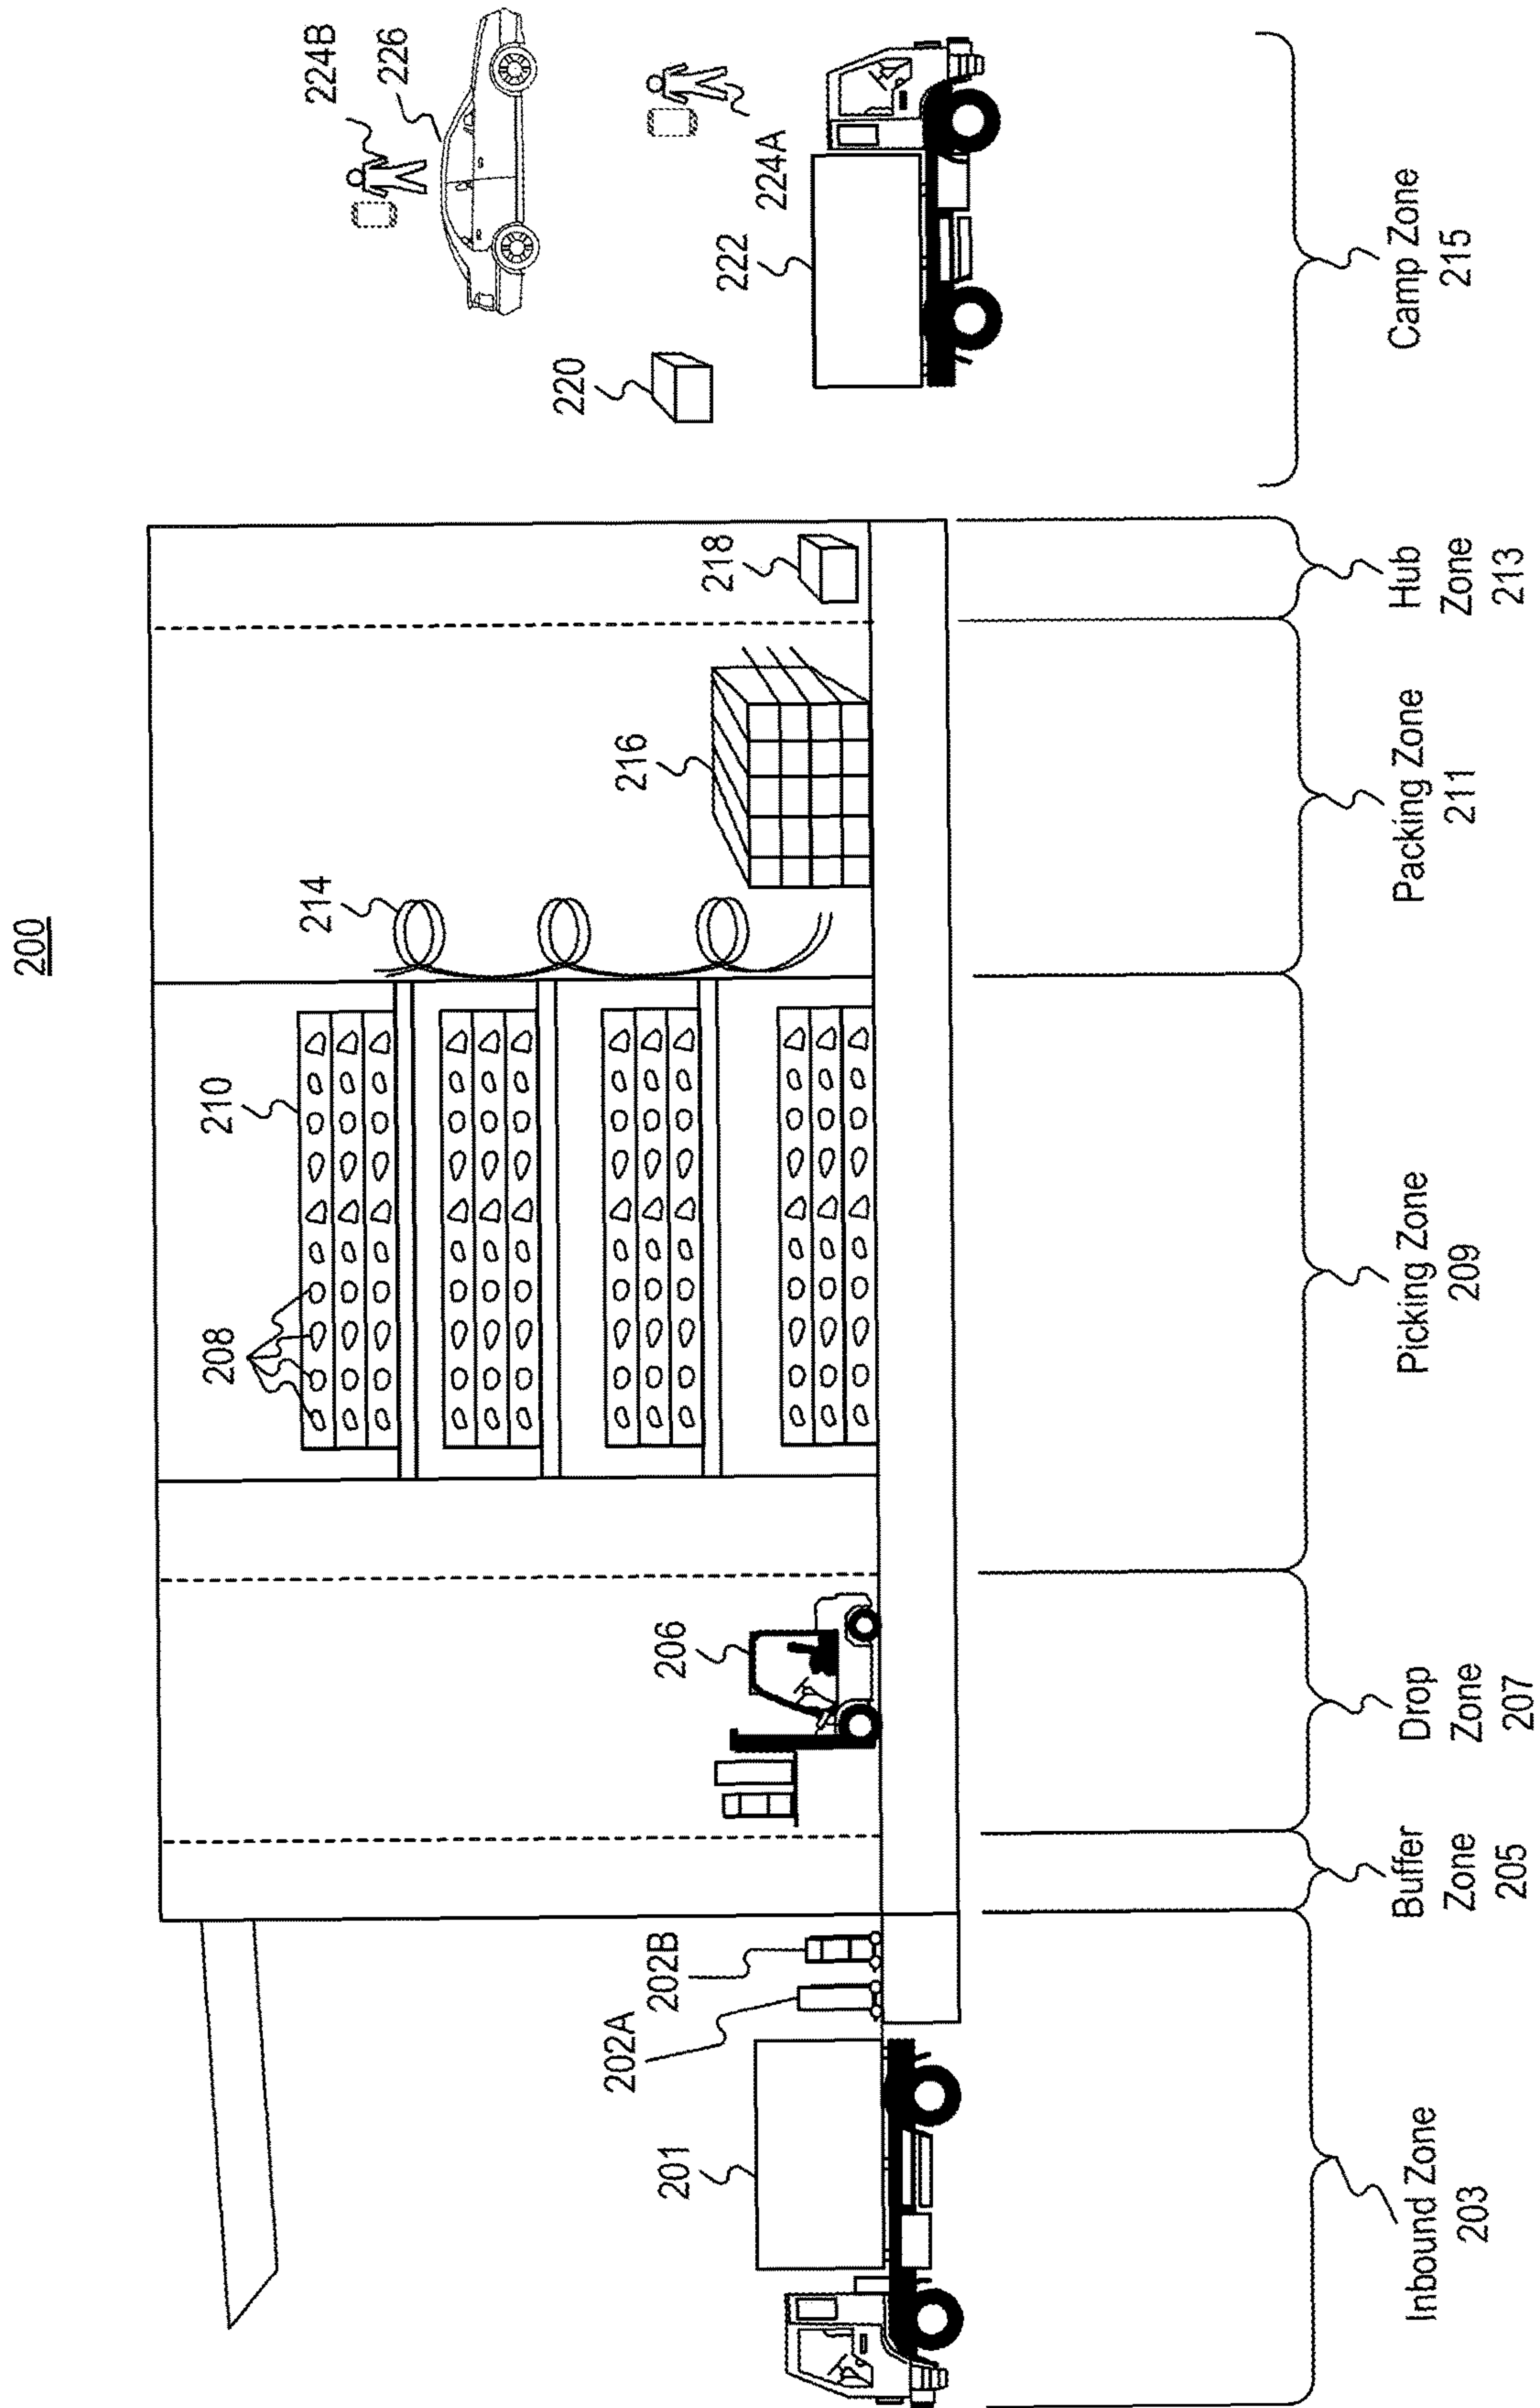 200
201
202A
202B
206
208
210
214
216
218
220
222
224A
224B
226
Inbound Zone
203
Buffer
Zone
205
Drop
Zone
207
Picking Zone
209
Packing Zone
211
Hub
Zone
213
Camp Zone
215